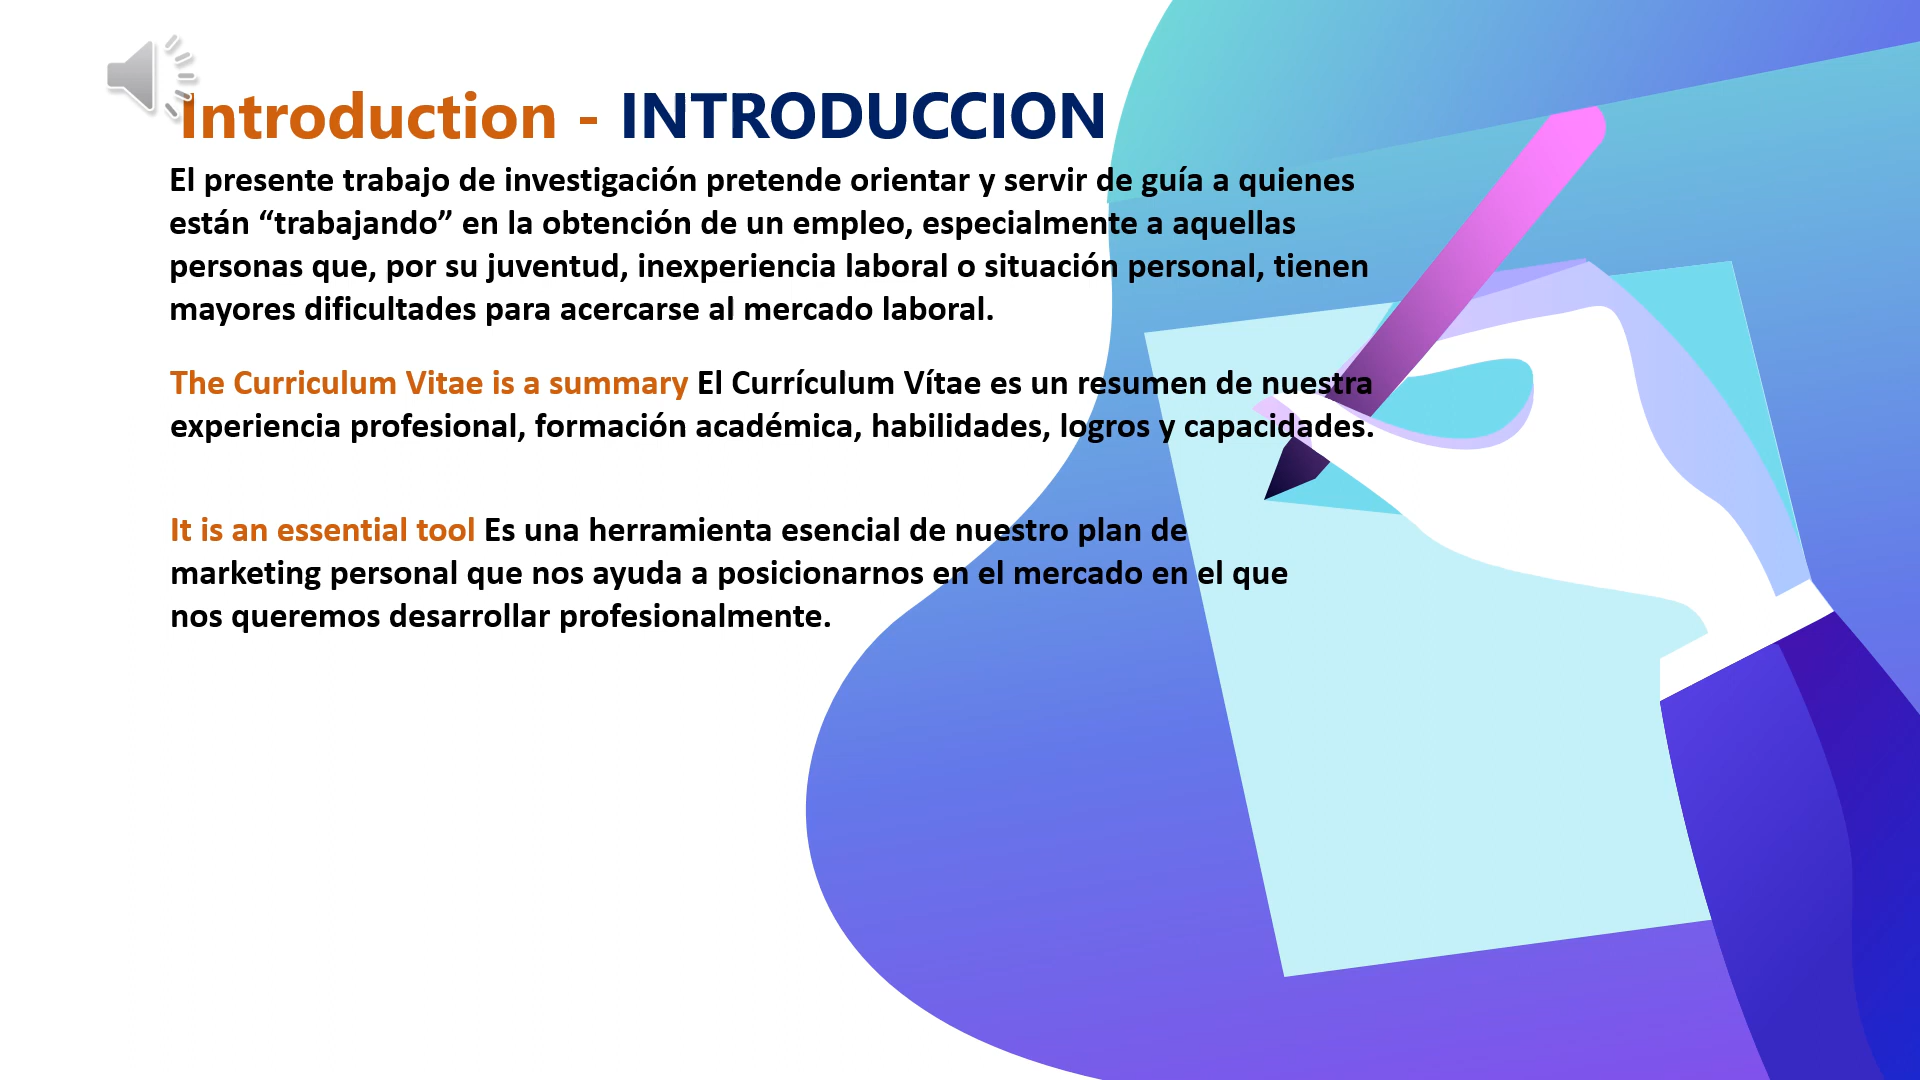 Introduction - INTRODUCCION
El presente trabajo de investigación pretende orientar y servir de guía a quienes
están “trabajando” en la obtención de un empleo, especialmente a aquellas
personas que, por su juventud, inexperiencia laboral o situación personal, tienen
mayores dificultades para acercarse al mercado laboral.
The Curriculum Vitae is a summary El Currículum Vítae es un resumen de nuestra
experiencia profesional, formación académica, habilidades, logros y capacidades.
It is an essential tool Es una herramienta esencial de nuestro plan de
marketing personal que nos ayuda a posicionarnos en el mercado en el que
nos queremos desarrollar profesionalmente.